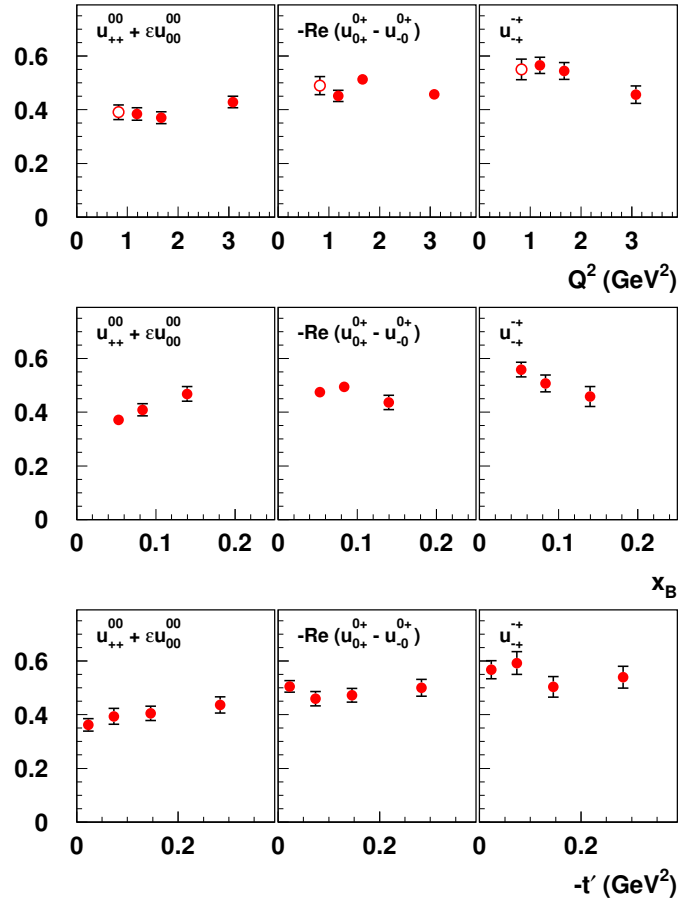 u₊₊⁰⁰ + εu₀₀⁰⁰ -Re (u₀₊⁰⁺ - u₋₀⁰⁺) u₋₊⁻⁺
0.6
0.4
0.2
0
0 1 2 3 0 1 2 3 0 1 2 3
Q² (GeV²)
u₊₊⁰⁰ + εu₀₀⁰⁰ -Re (u₀₊⁰⁺ - u₋₀⁰⁺) u₋₊⁻⁺
0.6
0.4
0.2
0
0 0.1 0.2 0 0.1 0.2 0 0.1 0.2
x_B
u₊₊⁰⁰ + εu₀₀⁰⁰ -Re (u₀₊⁰⁺ - u₋₀⁰⁺) u₋₊⁻⁺
0.6
0.4
0.2
0
0 0.2 0 0.2 0 0.2
-t′ (GeV²)